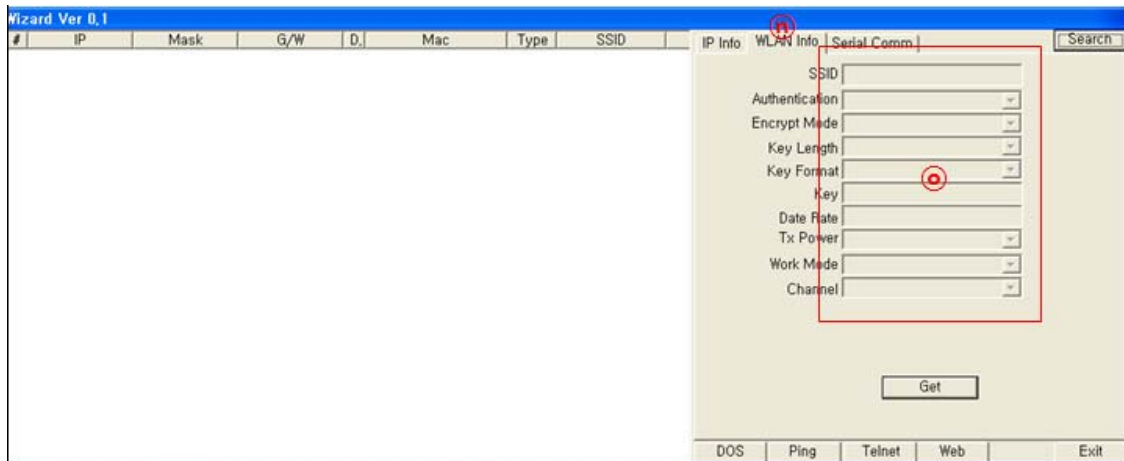 Wizard Ver 0,1
# IP Mask G/W D, Mac Type SSID
IP Info WLAN Info Serial Comm Search
ⓝ
SSID
Authentication
Encrypt Mode
Key Length
Key Format
ⓞ
Key
Date Rate
Tx Power
Work Mode
Channel
Get
DOS Ping Telnet Web Exit